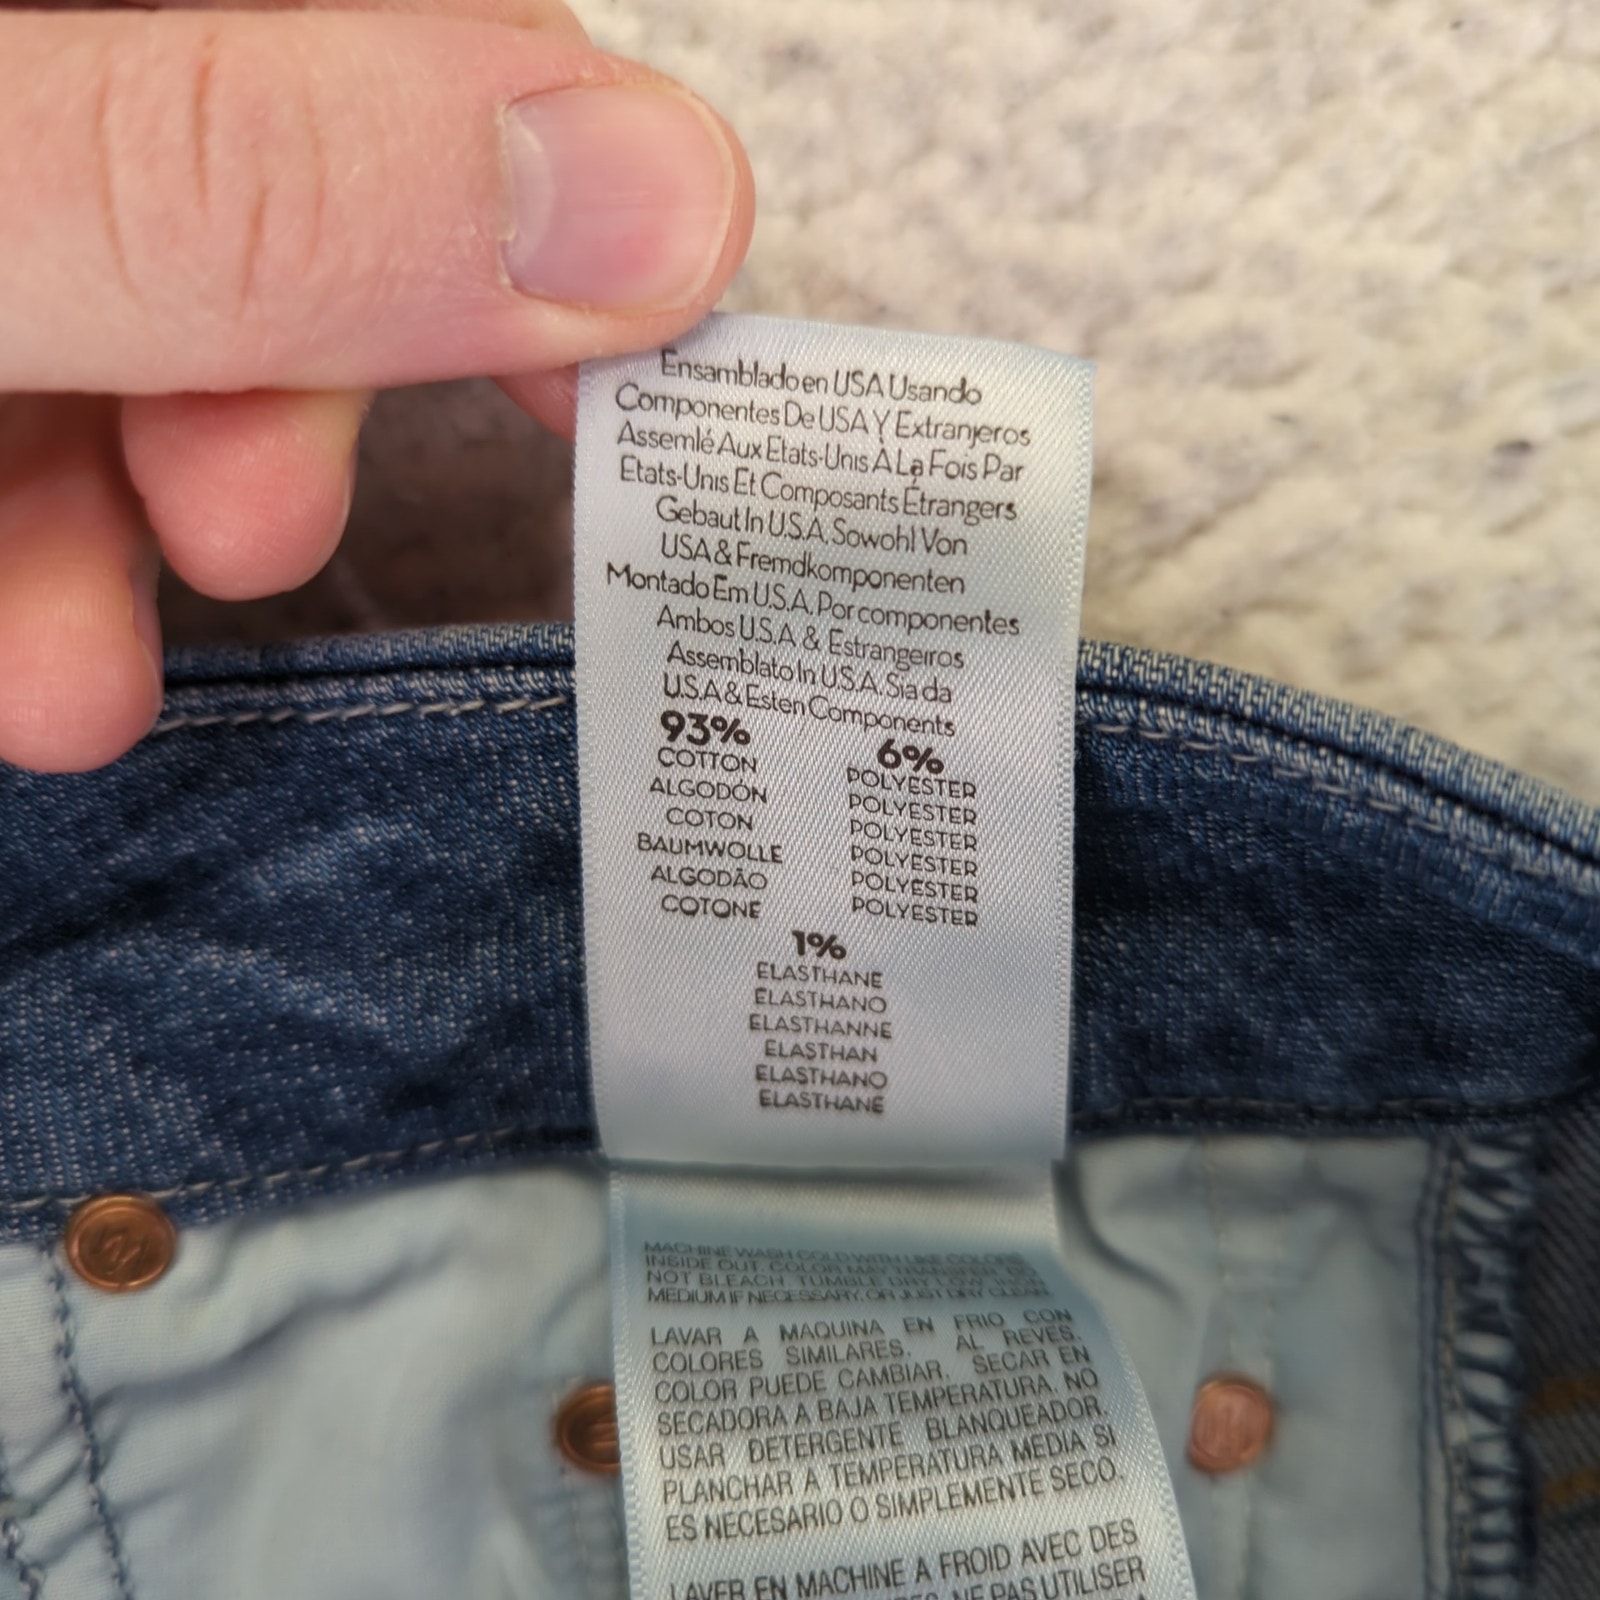 Ensamblado en USA Usando
Componentes De USA Y Extranjeros
Assemlé Aux Etats-Unis À La Fois Par
Etats-Unis Et Composants Étrangers
Gebaut In U.S.A. Sowohl Von
USA & Fremdkomponenten
Montado Em U.S.A. Por componentes
Ambos U.S.A & Estrangeiros
Assemblato In U.S.A. Sia da
U.S.A & Esten Components
93%
COTTON
ALGODÓN
COTON
BAUMWOLLE
ALGODÃO
COTONE
6%
POLYESTER
POLYESTER
POLYESTER
POLYESTER
POLYESTER
POLYESTER
1%
ELASTHANE
ELASTHANO
ELASTHANNE
ELASTHAN
ELASTHANO
ELASTHANE
MACHINE WASH COLD WITH LIKE COLORS
INSIDE OUT. COLOR MAY
NOT BLEACH. TUMBLE DRY LOW.
MEDIUM IF NECESSARY. OR JUST DRY CLEAN.
LAVAR A MAQUINA EN FRIO CON
COLORES SIMILARES. AL REVES.
COLOR PUEDE CAMBIAR. SECAR EN
SECADORA A BAJA TEMPERATURA. NO
USAR DETERGENTE BLANQUEADOR.
PLANCHAR A TEMPERATURA MEDIA SI
ES NECESARIO O SIMPLEMENTE SECO.
LAVER EN MACHINE A FROID AVEC DES
NE PAS UTILISER